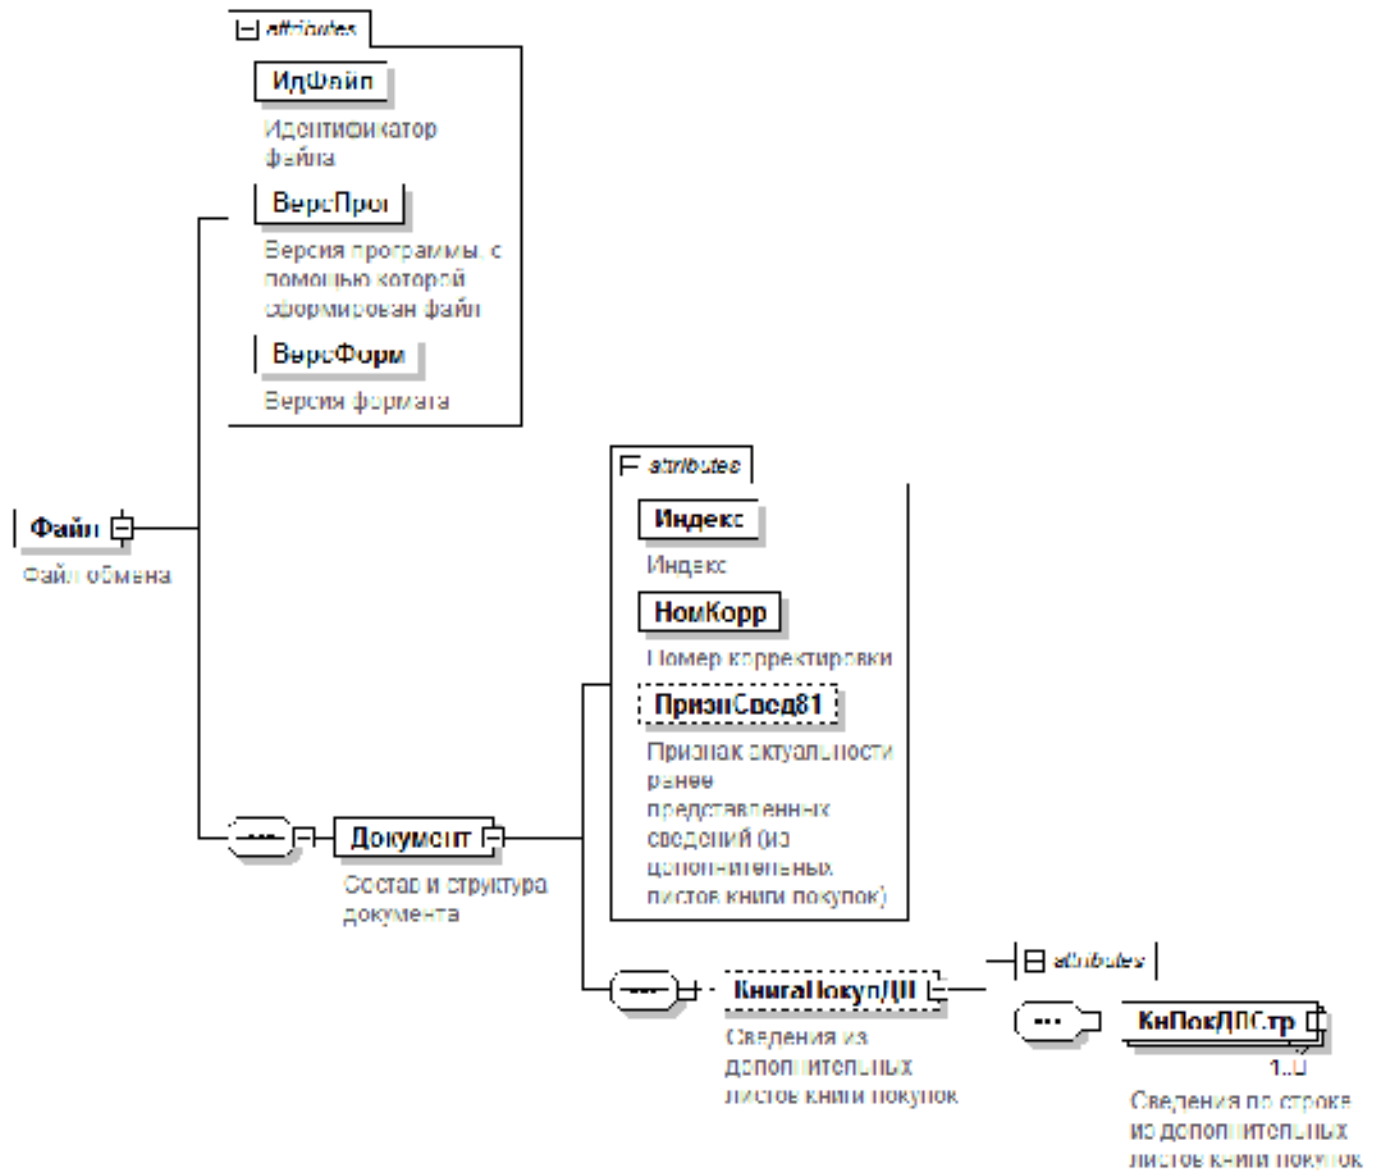 attributes
ИдФайл
Идентификатор
файла
ВерсПрог
Версия программы, с
помощью которой
сформирован файл
ВерсФорм
Версия формата
Файл
Файл обмена
attributes
Индекс
Индекс
НомКорр
Номер корректировки
ПризнСвед81
Признак актуальности
ранее
представленных
сведений (из
дополнительных
листов книги покупок)
Документ
Состав и структура
документа
КнигаПокупДЛ
Сведения из
дополнительных
листов книги покупок
attributes
КнПокДЛСтр
Сведения по строке
из дополнительных
листов книги покупок